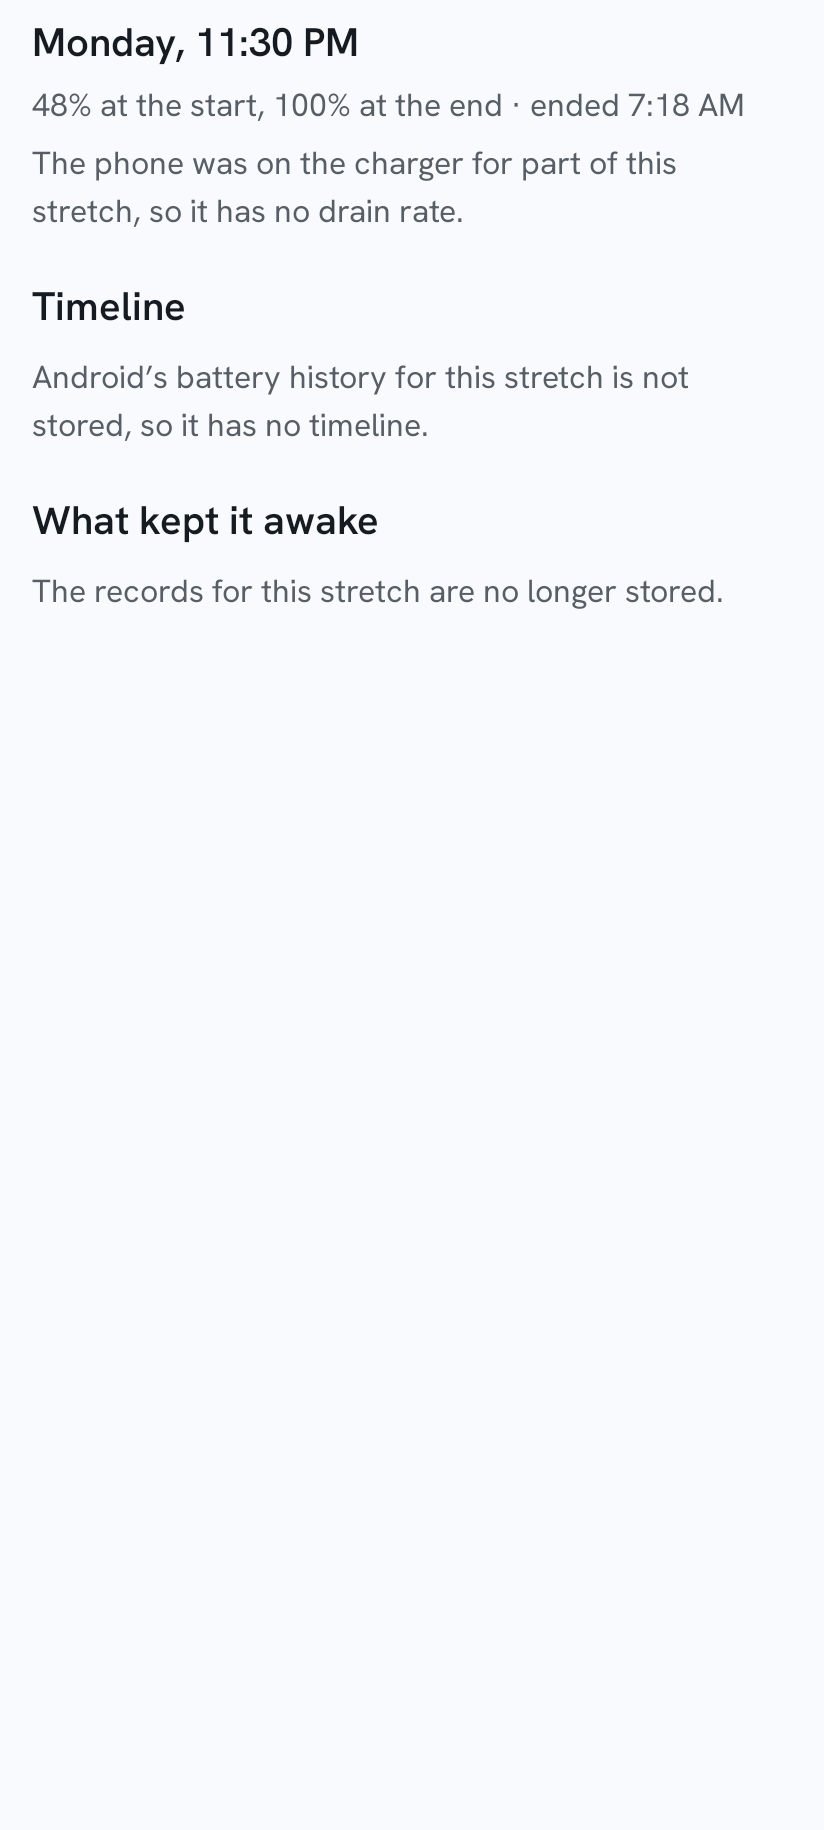 Monday, 11:30 PM
48% at the start, 100% at the end · ended 7:18 AM
The phone was on the charger for part of this
stretch, so it has no drain rate.
Timeline
Android’s battery history for this stretch is not
stored, so it has no timeline.
What kept it awake
The records for this stretch are no longer stored.